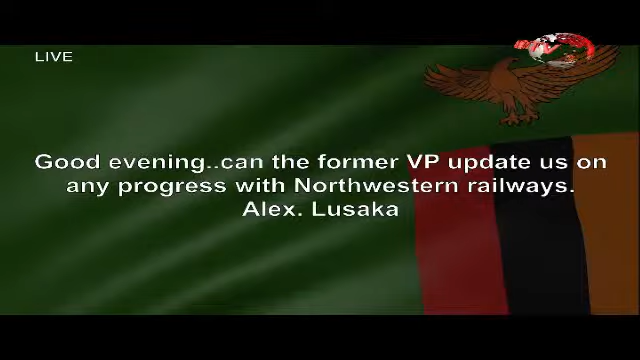 LIVE
Good evening..can the former VP update us on
any progress with Northwestern railways.
Alex. Lusaka